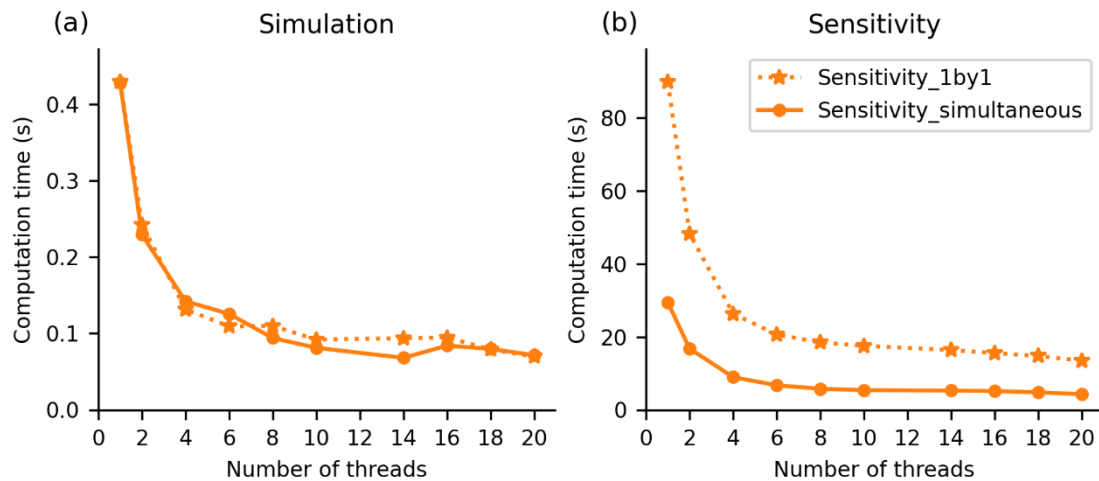 (a)
Simulation
0.4
0.3
0.2
0.1
0.0
Computation time (s)
0 2 4 6 8 10 12 14 16 18 20
Number of threads
(b)
Sensitivity
Sensitivity_1by1
Sensitivity_simultaneous
80
60
40
20
0
Computation time (s)
0 2 4 6 8 10 12 14 16 18 20
Number of threads